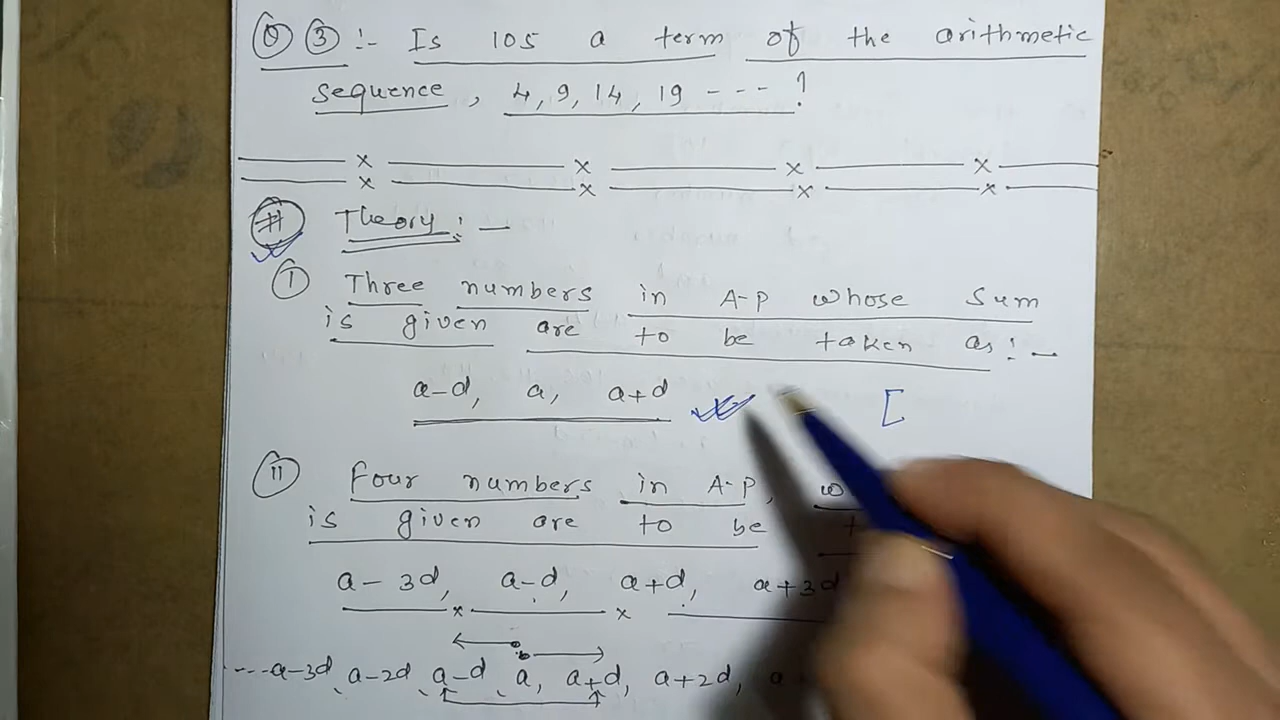 Q 3 :- Is 105 a term of the arithmetic
sequence, 4, 9, 14, 19 ---- ?
# Theory :-
I Three numbers in A-P whose sum
is given are to be taken as :-
a-d, a, a+d [
II Four numbers in A-P,
is given are to be
a-3d, a-d, a+d, a+3d
---a-3d, a-2d, a-d, a, a+d, a+2d,